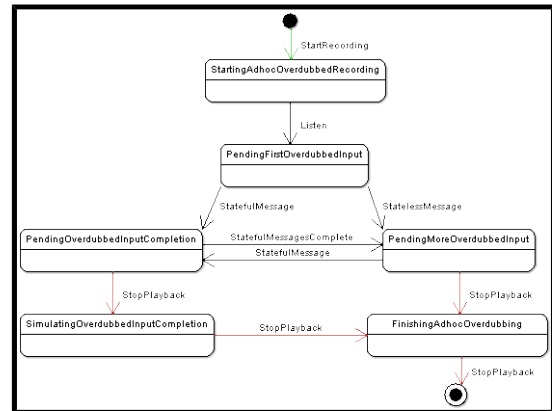 StartRecording
StartingAdhocOverdubbedRecording
Listen
PendingFirstOverdubbedInput
StatefulMessage
StatelessMessage
PendingOverdubbedInputCompletion
StatefulMessagesComplete
PendingMoreOverdubbedInput
StatefulMessage
StopPlayback
StopPlayback
SimulatingOverdubbedInputCompletion
StopPlayback
FinishingAdhocOverdubbing
StopPlayback